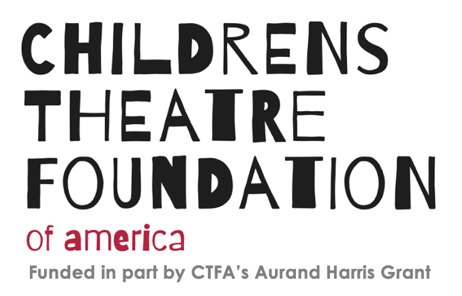 CHILDRENS
THEATRE
FOUNDATION
of america
Funded in part by CTFA's Aurand Harris Grant